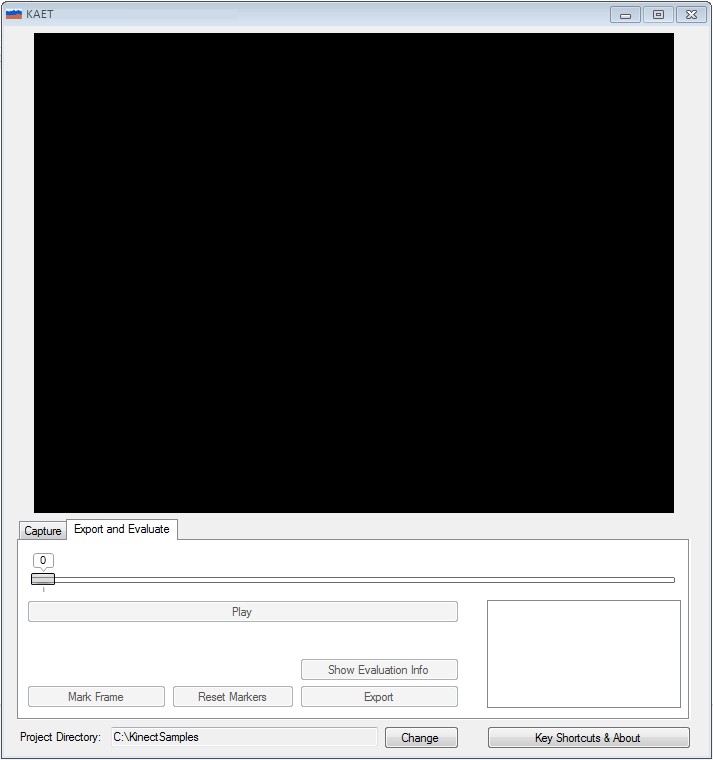 KAET
Capture
Export and Evaluate
0
Play
Show Evaluation Info
Mark Frame
Reset Markers
Export
Project Directory:
C:\KinectSamples
Change
Key Shortcuts & About